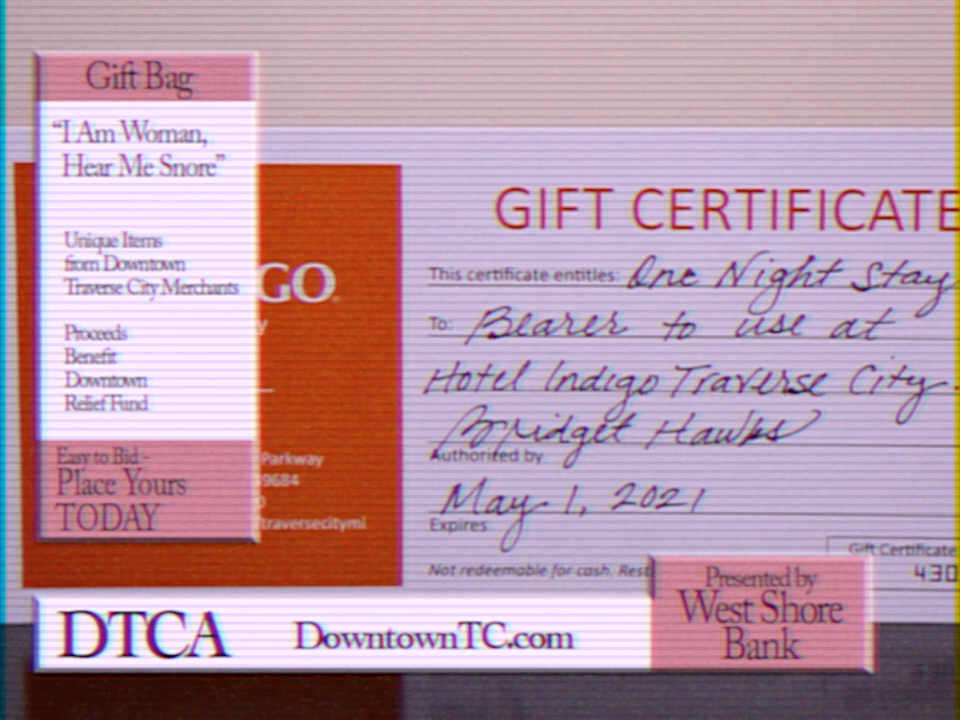 Gift Bag
"I Am Woman,
Hear Me Snore"
Unique Items
from Downtown
Traverse City Merchants
Proceeds
Benefit
Downtown
Relief Fund
Easy to Bid -
Place Yours
TODAY
GO
y
Parkway
9684
0
traversecitymi
GIFT CERTIFICATE
This certificate entitles: One Night Stay
To: Bearer to use at
Hotel Indigo Traverse City.
Bridget Hawks
Authorized by
May 1, 2021
Expires
Gift Certificate
430
Not redeemable for cash. Rest
DTCA
DowntownTC.com
Presented by
West Shore
Bank